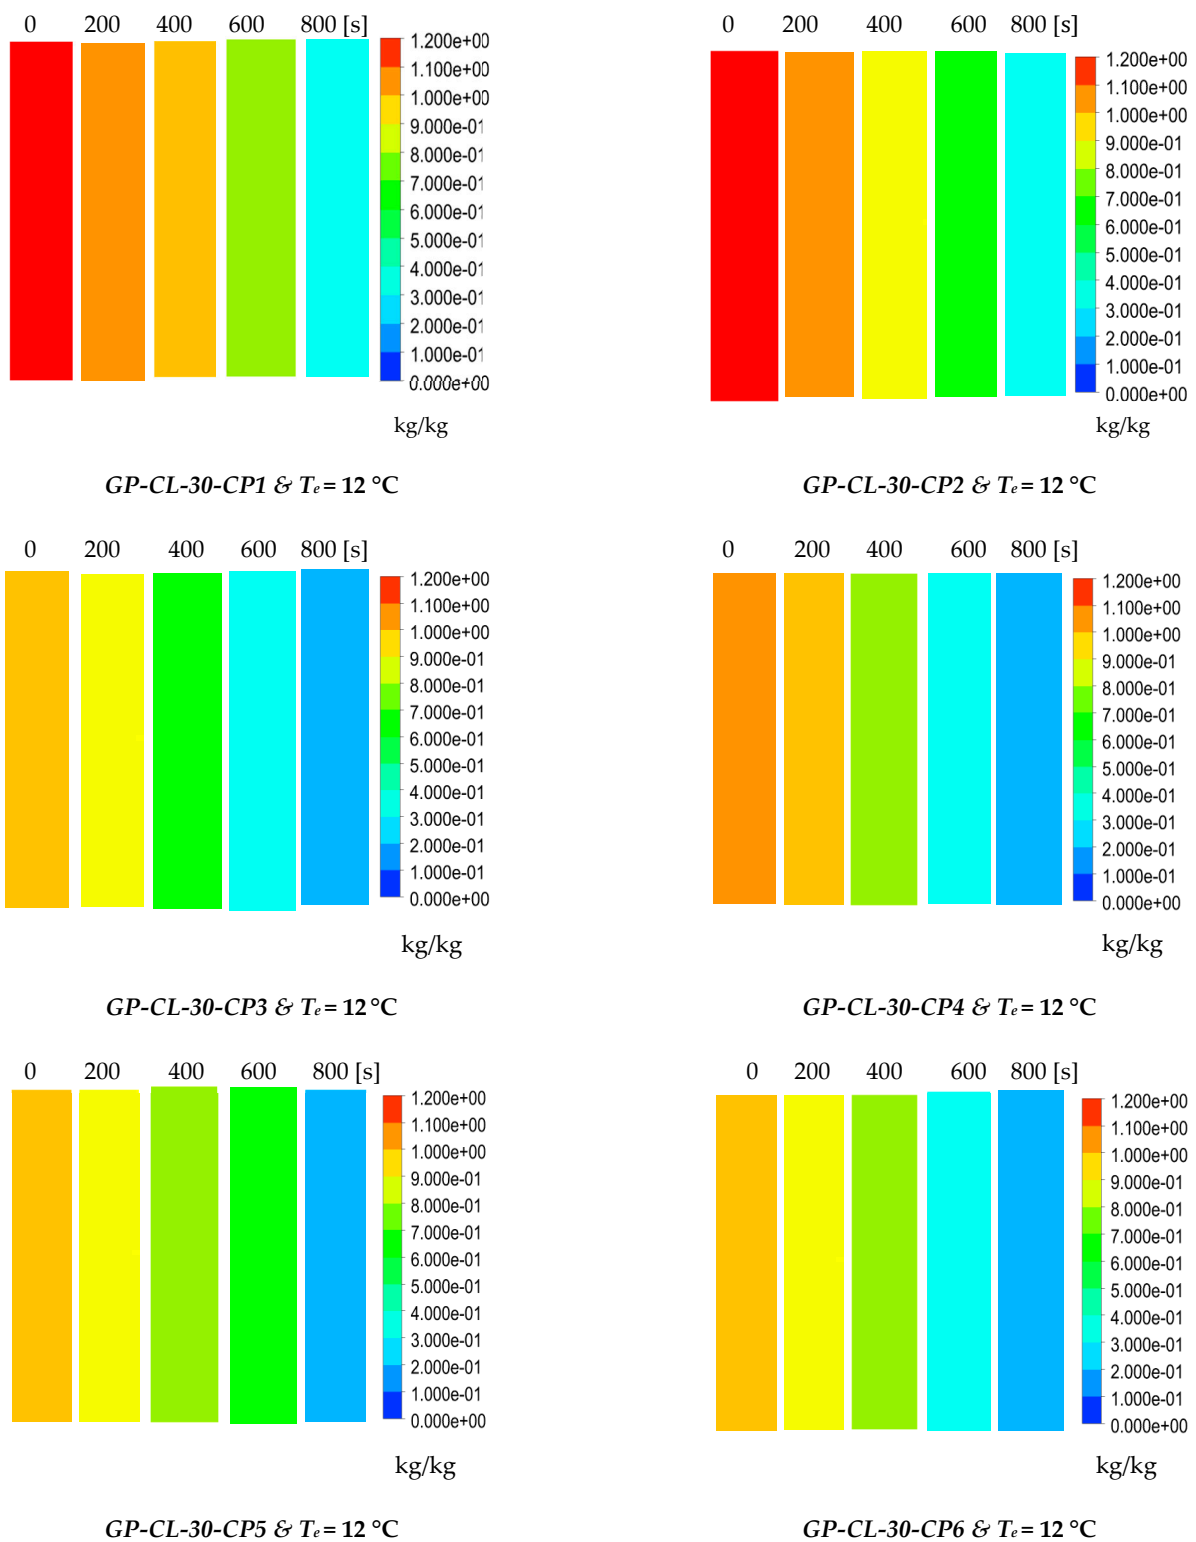 0 200 400 600 800 [s]
1.200e+00
1.100e+00
1.000e+00
9.000e-01
8.000e-01
7.000e-01
6.000e-01
5.000e-01
4.000e-01
3.000e-01
2.000e-01
1.000e-01
0.000e+00
kg/kg
GP-CL-30-CP1 & Te = 12 °C
0 200 400 600 800 [s]
1.200e+00
1.100e+00
1.000e+00
9.000e-01
8.000e-01
7.000e-01
6.000e-01
5.000e-01
4.000e-01
3.000e-01
2.000e-01
1.000e-01
0.000e+00
kg/kg
GP-CL-30-CP2 & Te = 12 °C
0 200 400 600 800 [s]
1.200e+00
1.100e+00
1.000e+00
9.000e-01
8.000e-01
7.000e-01
6.000e-01
5.000e-01
4.000e-01
3.000e-01
2.000e-01
1.000e-01
0.000e+00
kg/kg
GP-CL-30-CP3 & Te = 12 °C
0 200 400 600 800 [s]
1.200e+00
1.100e+00
1.000e+00
9.000e-01
8.000e-01
7.000e-01
6.000e-01
5.000e-01
4.000e-01
3.000e-01
2.000e-01
1.000e-01
0.000e+00
kg/kg
GP-CL-30-CP4 & Te = 12 °C
0 200 400 600 800 [s]
1.200e+00
1.100e+00
1.000e+00
9.000e-01
8.000e-01
7.000e-01
6.000e-01
5.000e-01
4.000e-01
3.000e-01
2.000e-01
1.000e-01
0.000e+00
kg/kg
GP-CL-30-CP5 & Te = 12 °C
0 200 400 600 800 [s]
1.200e+00
1.100e+00
1.000e+00
9.000e-01
8.000e-01
7.000e-01
6.000e-01
5.000e-01
4.000e-01
3.000e-01
2.000e-01
1.000e-01
0.000e+00
kg/kg
GP-CL-30-CP6 & Te = 12 °C